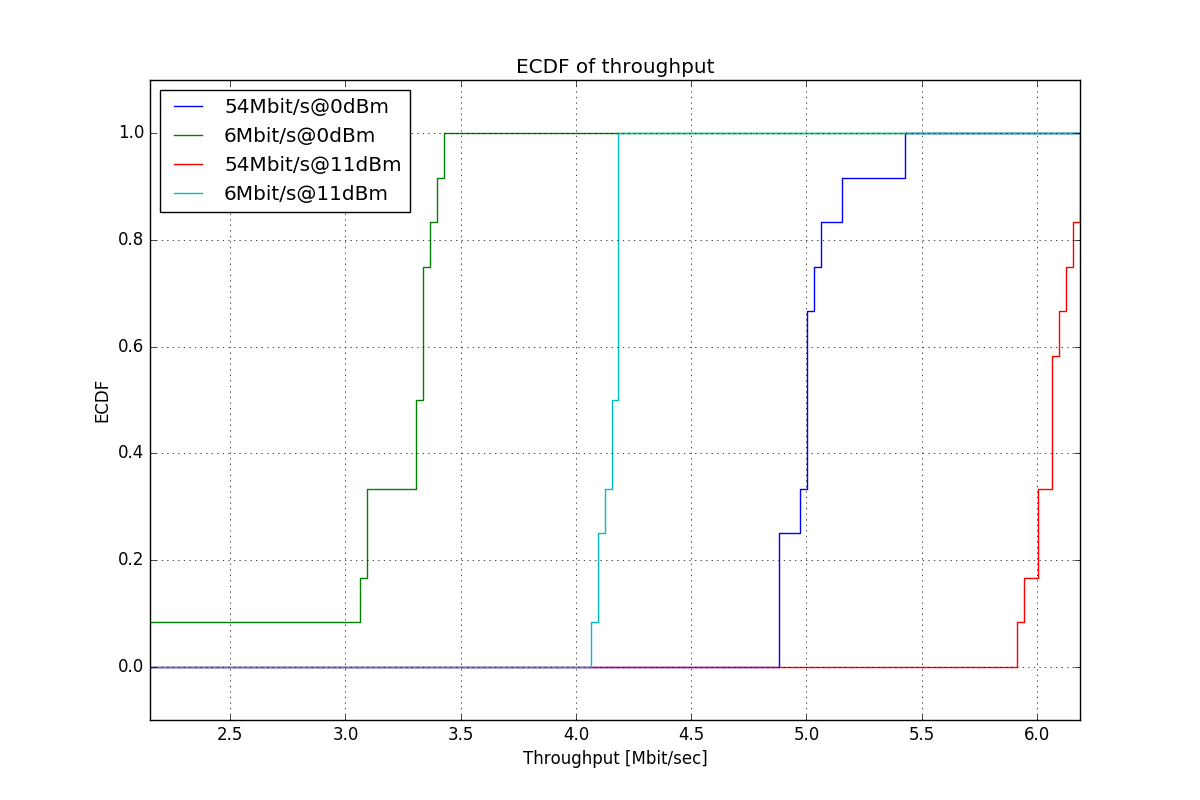 ECDF of throughput
54Mbit/s@0dBm
6Mbit/s@0dBm
54Mbit/s@11dBm
6Mbit/s@11dBm
ECDF
1.0
0.8
0.6
0.4
0.2
0.0
2.5 3.0 3.5 4.0 4.5 5.0 5.5 6.0
Throughput [Mbit/sec]